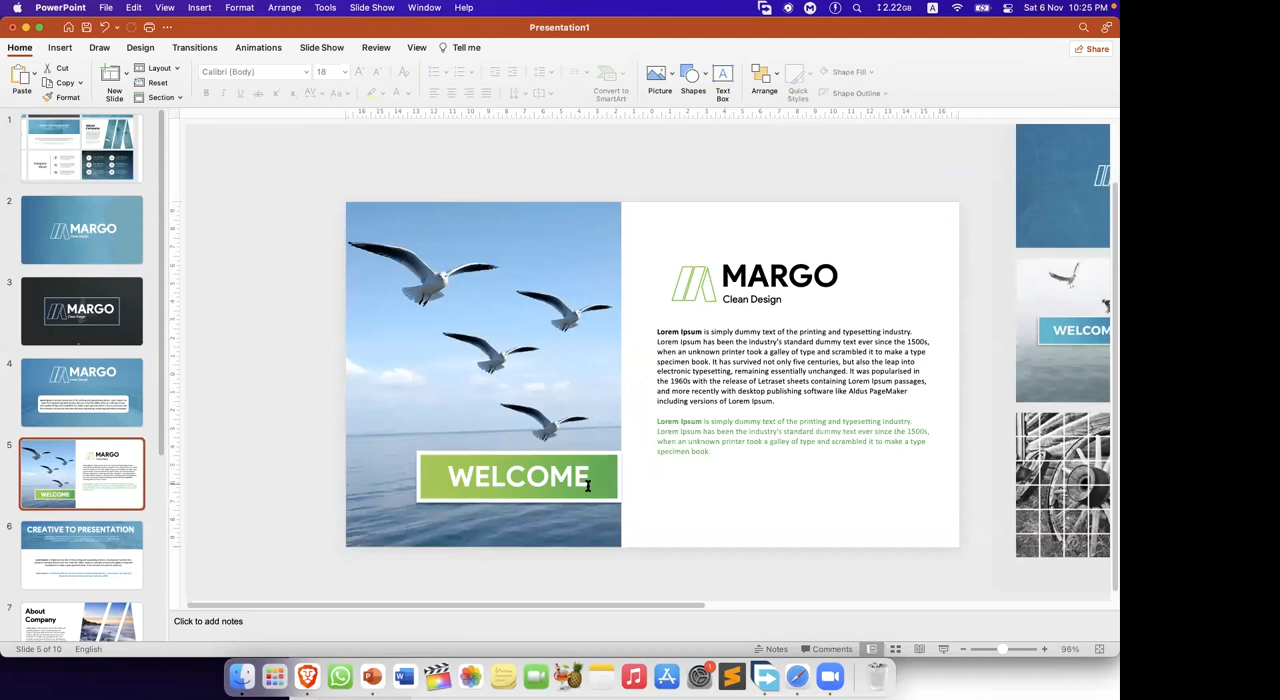 PowerPoint File Edit View Insert Format Arrange Tools Slide Show Window Help 2.22GB A Sat 6 Nov 10:25 PM
Presentation1
Home Insert Draw Design Transitions Animations Slide Show Review View Tell me Share
Paste Cut Copy Format New Slide Layout Reset Section Calibri (Body) 18 Convert to SmartArt Picture Shapes Text Box Arrange Quick Styles Shape Fill Shape Outline
1
About Company
2
MARGO
3
MARGO
4
MARGO
5
MARGO
WELCOME
6
CREATIVE TO PRESENTATION
7
About
Company
MARGO
Clean Design
Lorem Ipsum is simply dummy text of the printing and typesetting industry.
Lorem Ipsum has been the industry's standard dummy text ever since the 1500s,
when an unknown printer took a galley of type and scrambled it to make a type
specimen book. It has survived not only five centuries, but also the leap into
electronic typesetting, remaining essentially unchanged. It was popularised in
the 1960s with the release of Letraset sheets containing Lorem Ipsum passages,
and more recently with desktop publishing software like Aldus PageMaker
including versions of Lorem Ipsum.
Lorem Ipsum is simply dummy text of the printing and typesetting industry.
Lorem Ipsum has been the industry's standard dummy text ever since the 1500s,
when an unknown printer took a galley of type and scrambled it to make a type
specimen book.
WELCOME
WELCOM
Click to add notes
Slide 5 of 10 English Notes Comments 96%